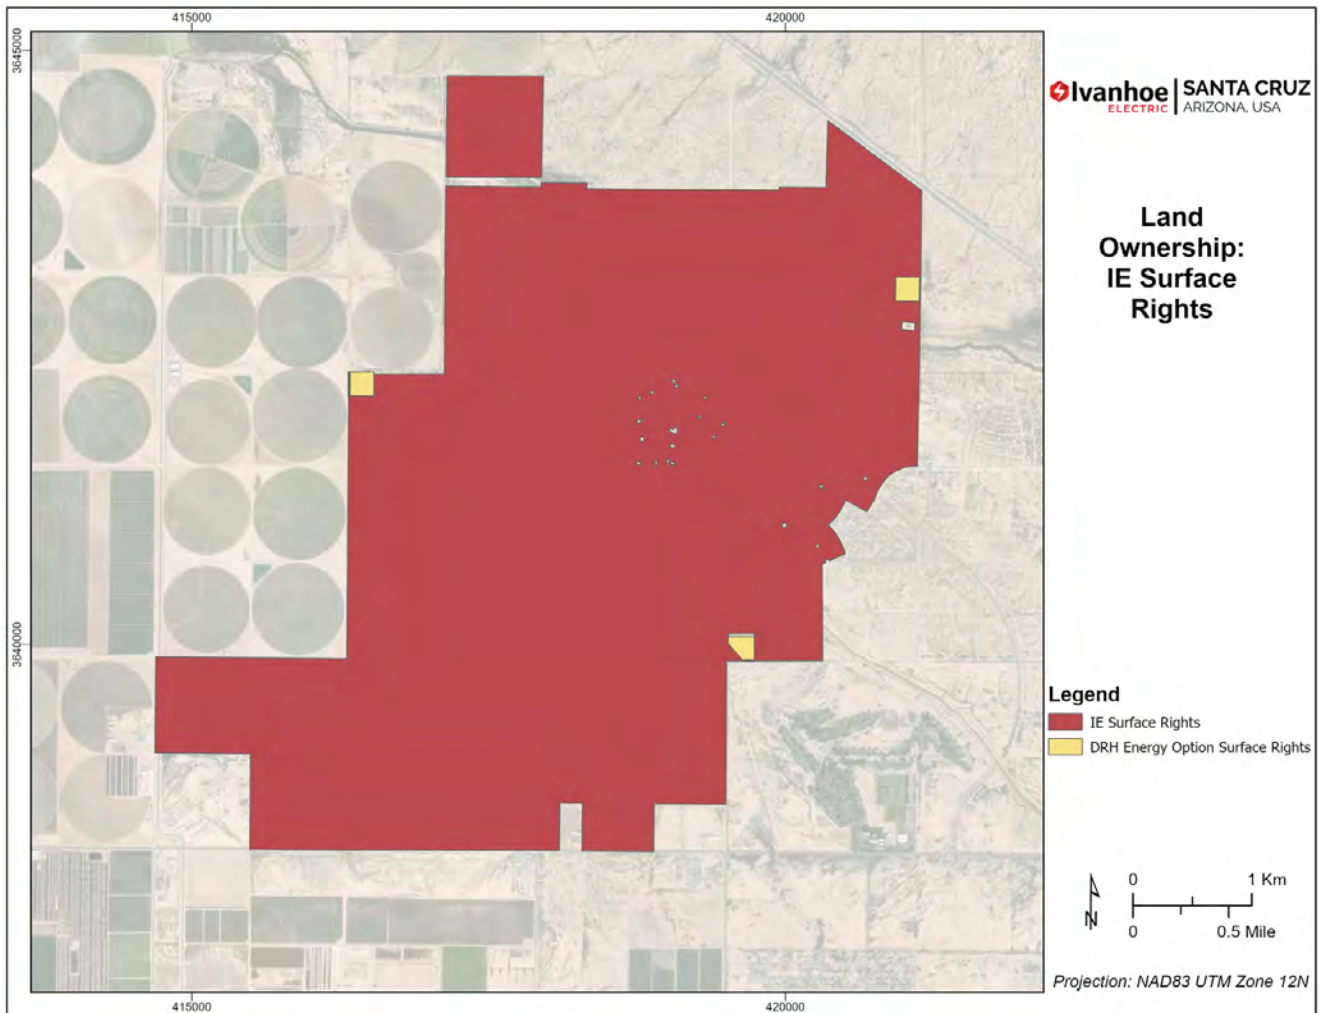 415000
420000
3645000
Ivanhoe
ELECTRIC
SANTA CRUZ
ARIZONA, USA
Land
Ownership:
IE Surface
Rights
3640000
Legend
IE Surface Rights
DRH Energy Option Surface Rights
N
0
1 Km
0
0.5 Mile
Projection: NAD83 UTM Zone 12N
415000
420000